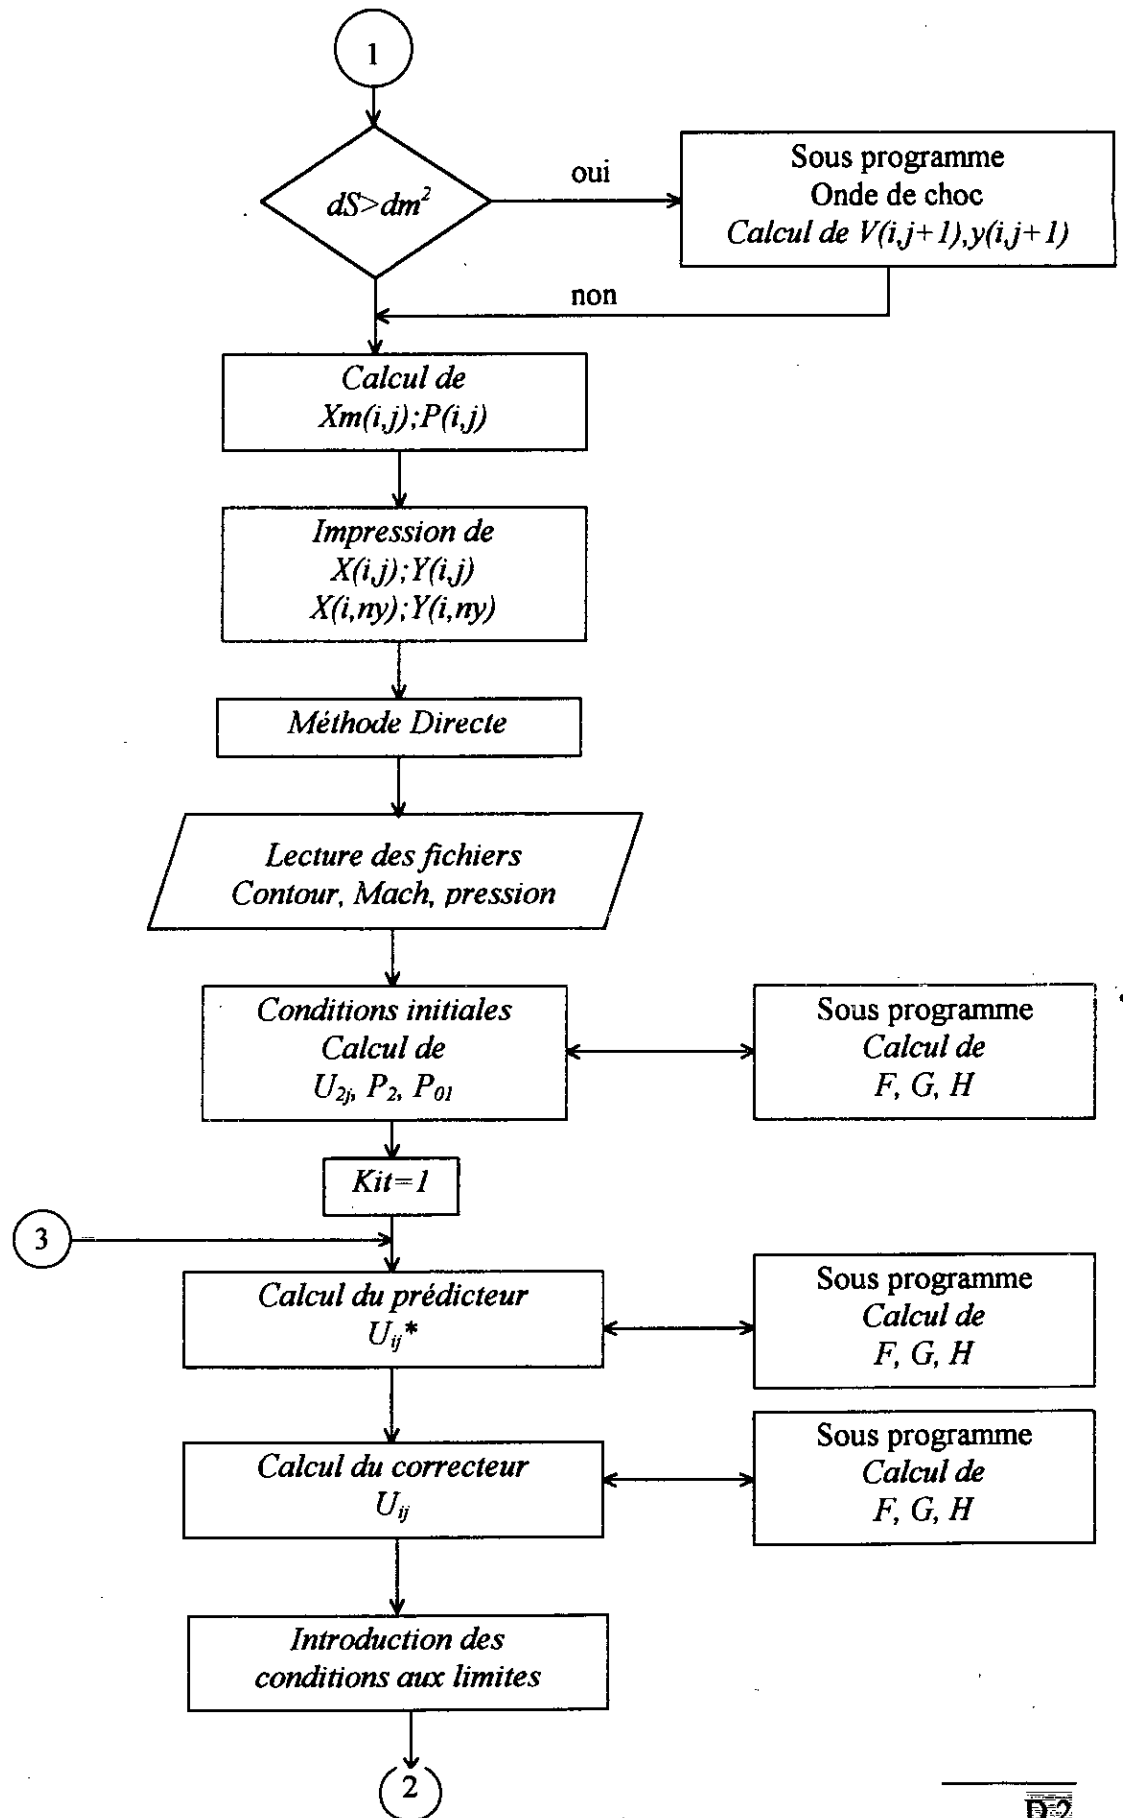 1
dS>dm²
oui
Sous programme
Onde de choc
Calcul de V(i,j+1),y(i,j+1)
non
Calcul de
Xm(i,j);P(i,j)
Impression de
X(i,j);Y(i,j)
X(i,ny);Y(i,ny)
Méthode Directe
Lecture des fichiers
Contour, Mach, pression
Conditions initiales
Calcul de
U₂ⱼ, P₂, P₀₁
Sous programme
Calcul de
F, G, H
Kit=1
3
Calcul du prédicteur
Uᵢⱼ*
Sous programme
Calcul de
F, G, H
Calcul du correcteur
Uᵢⱼ
Sous programme
Calcul de
F, G, H
Introduction des
conditions aux limites
2
D-2